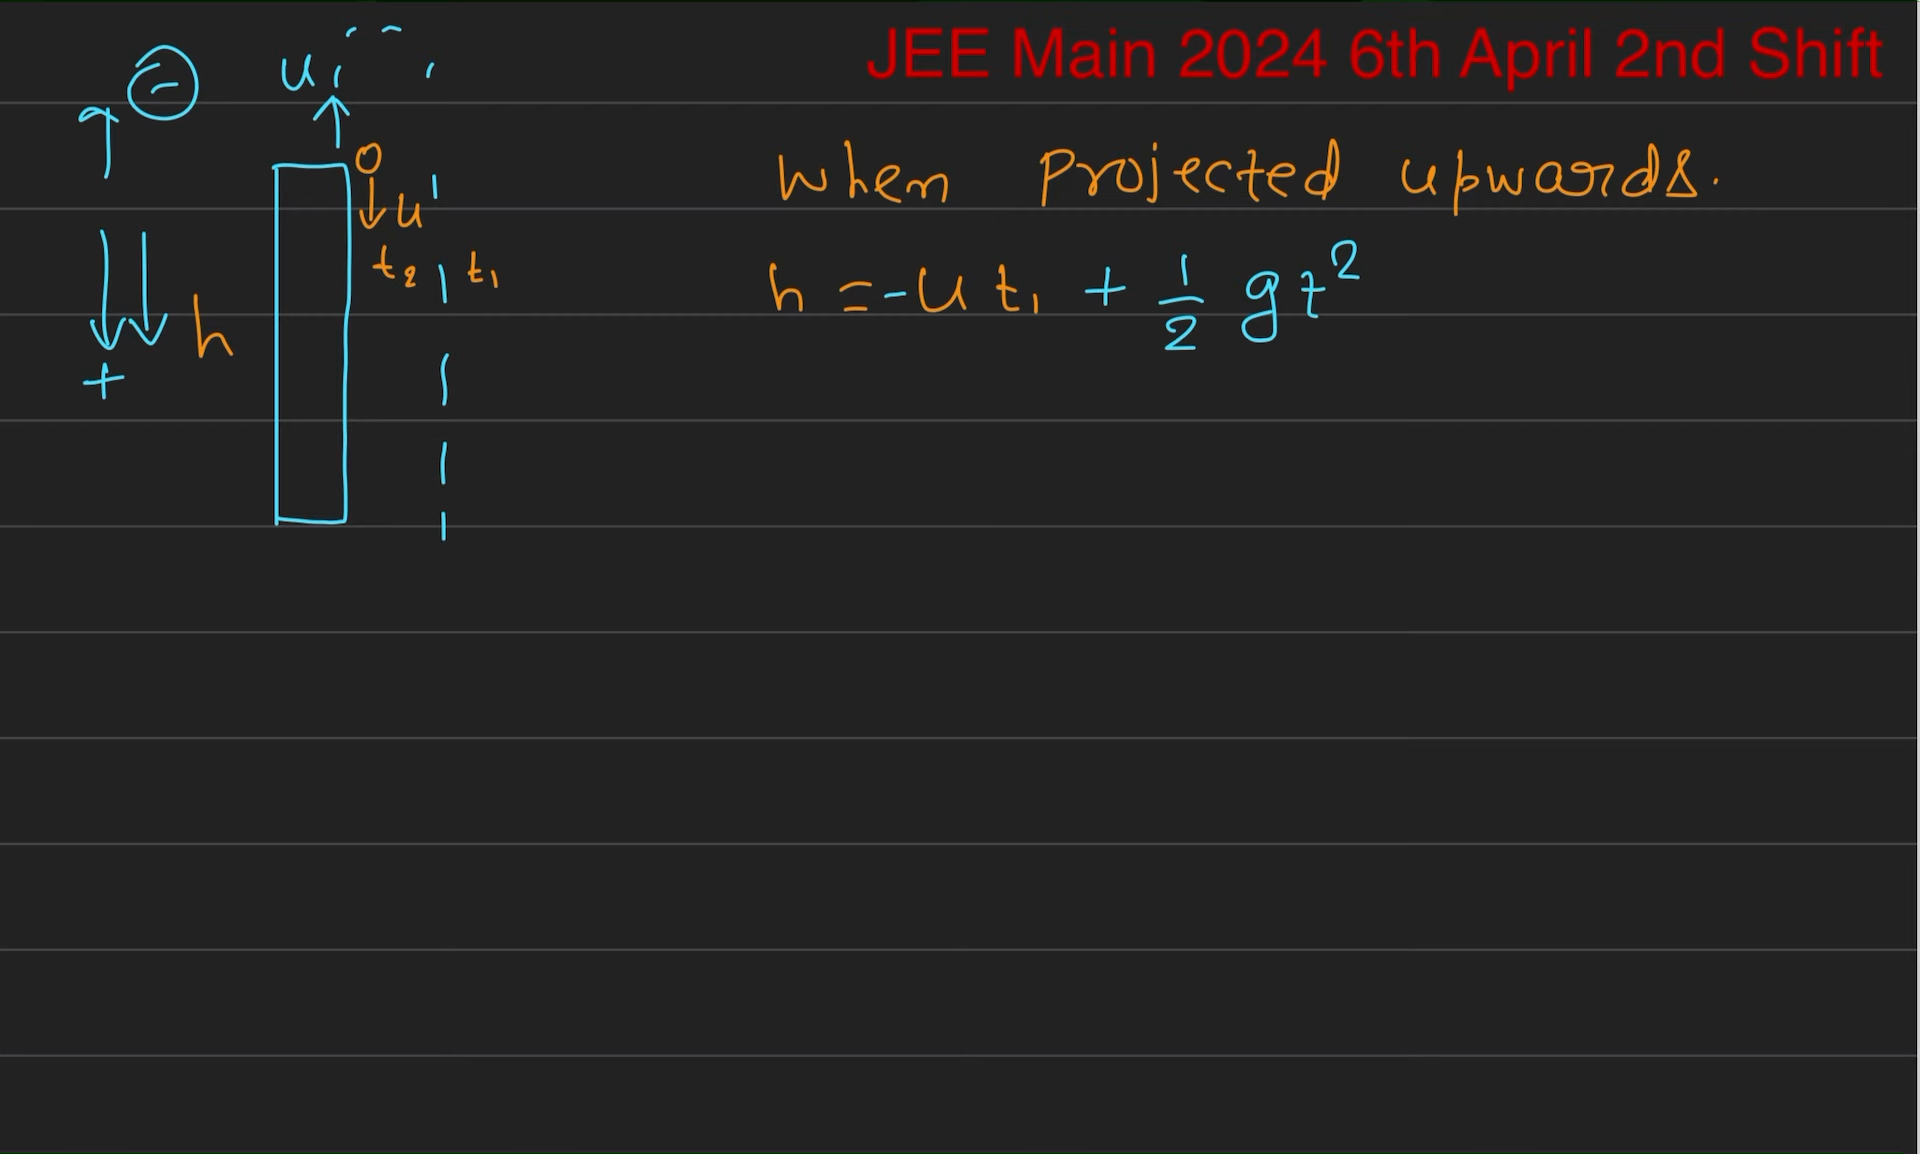 JEE Main 2024 6th April 2nd Shift
u
When projected upwards.
u
t₂ t₁
h = -u t₁ + 1/2 g t²
h
+